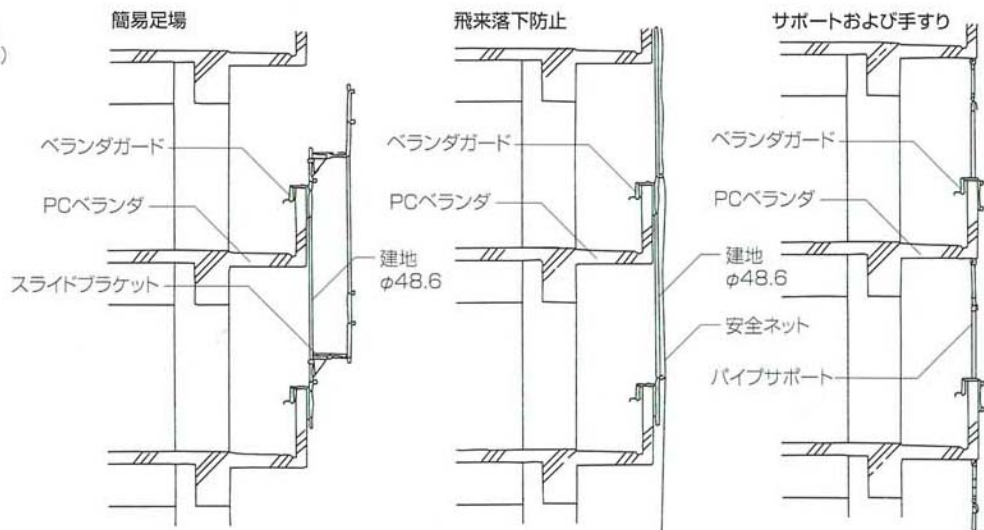 簡易足場
)
ベランダガード
PCベランダ
スライドブラケット
建地
φ48.6
飛来落下防止
ベランダガード
PCベランダ
建地
φ48.6
安全ネット
サポートおよび手すり
ベランダガード
PCベランダ
パイプサポート